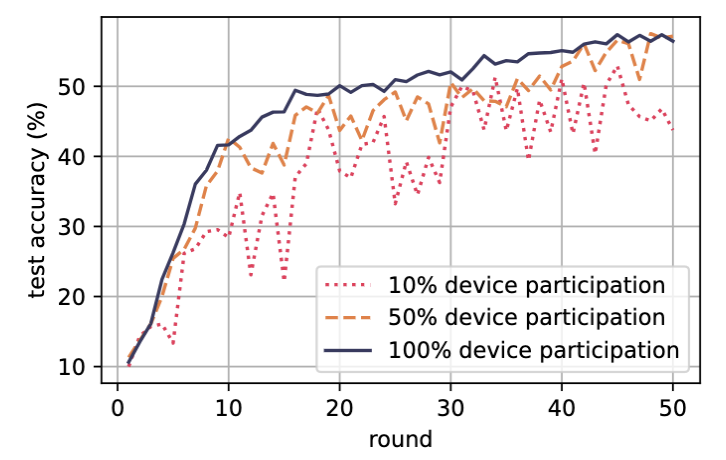 test accuracy (%)
50
40
30
20
10
10% device participation
50% device participation
100% device participation
0 10 20 30 40 50
round